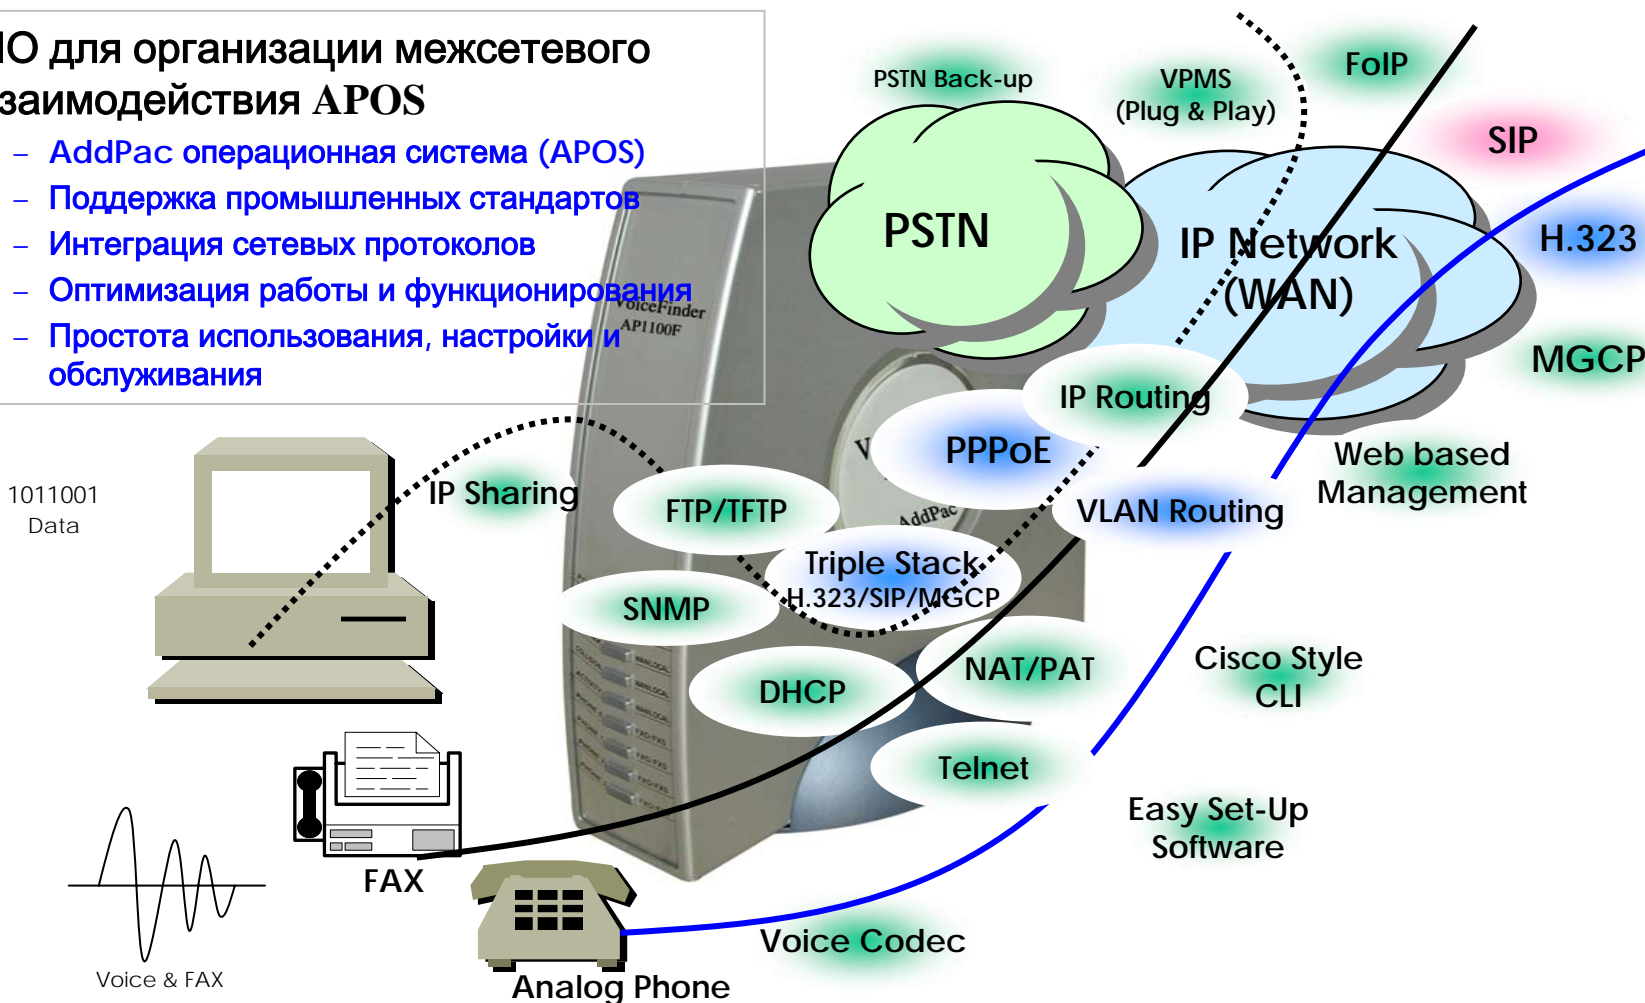 ПО для организации межсетевого
заимодействия APOS
– AddPac операционная система (APOS)
– Поддержка промышленных стандартов
– Интеграция сетевых протоколов
– Оптимизация работы и функционирования
– Простота использования, настройки и
обслуживания
PSTN Back-up
VPMS
(Plug & Play)
FoIP
SIP
PSTN
IP Network
(WAN)
H.323
MGCP
VoiceFinder
AP1100F
IP Routing
PPPoE
Web based
Management
1011001
Data
IP Sharing
FTP/TFTP
VLAN Routing
AddPac
Triple Stack
H.323/SIP/MGCP
SNMP
NAT/PAT
Cisco Style
CLI
DHCP
Telnet
Easy Set-Up
Software
FAX
Voice Codec
Voice & FAX
Analog Phone